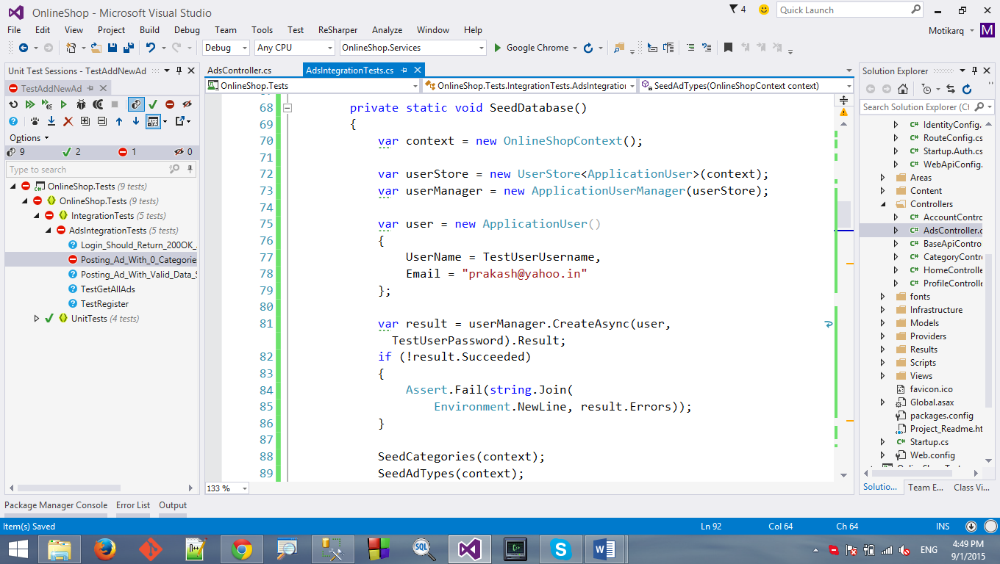 OnlineShop - Microsoft Visual Studio
4
Quick Launch
File Edit View Project Build Debug Team Tools Test ReSharper Analyze Window Help
Motikarq
M
Debug Any CPU OnlineShop.Services Google Chrome
Unit Test Sessions - TestAddNewAd
TestAddNewAd
Options
9 2 1 0
Type to search
OnlineShop.Tests (9 tests)
OnlineShop.Tests (9 tests)
IntegrationTests (5 tests)
AdsIntegrationTests (5 tests)
Login_Should_Return_200OK_
Posting_Ad_With_0_Categorie
Posting_Ad_With_Valid_Data_S
TestGetAllAds
TestRegister
UnitTests (4 tests)
AdsController.cs AdsIntegrationTests.cs
OnlineShop.Tests OnlineShop.Tests.IntegrationTests.AdsIntegration SeedAdTypes(OnlineShopContext context)
68 private static void SeedDatabase()
69 {
70 var context = new OnlineShopContext();
71
72 var userStore = new UserStore<ApplicationUser>(context);
73 var userManager = new ApplicationUserManager(userStore);
74
75 var user = new ApplicationUser()
76 {
77 UserName = TestUserUsername,
78 Email = "prakash@yahoo.in"
79 };
80
81 var result = userManager.CreateAsync(user,
TestUserPassword).Result;
82 if (!result.Succeeded)
83 {
84 Assert.Fail(string.Join(
85 Environment.NewLine, result.Errors));
86 }
87
88 SeedCategories(context);
89 SeedAdTypes(context);
133 %
Solution Explorer
Search Solution Explorer (Ct
C# IdentityConfig.
C# RouteConfig.cs
C# Startup.Auth.cs
C# WebApiConfig.
Areas
Content
Controllers
C# AccountContro
C# AdsController.c
C# BaseApiContro
C# CategoryContr
C# HomeControlle
C# ProfileControlle
fonts
Infrastructure
Models
Providers
Results
Scripts
Views
favicon.ico
Global.asax
packages.config
Project_Readme.ht
C# Startup.cs
Web.config
Solutio... Team E... Class Vi...
Package Manager Console Error List Output
Item(s) Saved Ln 92 Col 64 Ch 64 INS
SQL
ENG
4:49 PM
9/1/2015